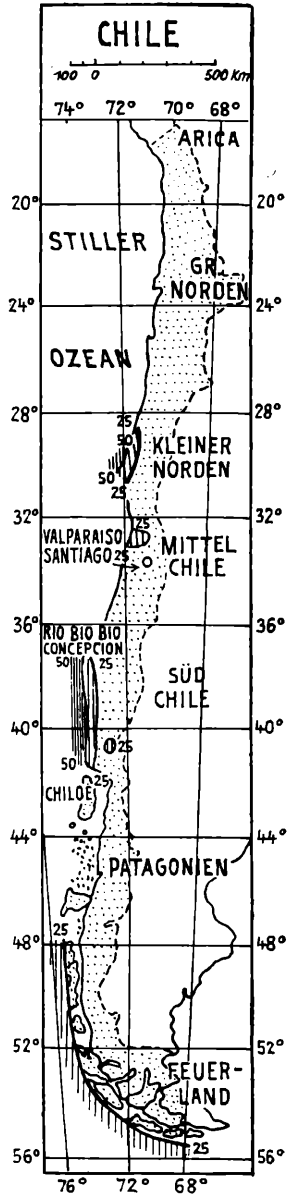 CHILE
100 0 500 Km
74° 72° 70° 68°
ARICA
20° 20°
STILLER
GR.
NORDEN
24° 24°
OZEAN
28° 28°
25
50
KLEINER
NORDEN
50
25
32° 32°
25
VALPARAISO
SANTIAGO 25
MITTEL
CHILE
36° 36°
RIO BIO BIO
CONCEPCION
50 25
SÜD
CHILE
40° 40°
25
50
25
CHILOE
44° 44°
PATAGONIEN
25
48° 48°
52° 52°
FEUER-
LAND
25
56° 56°
76° 72° 68°